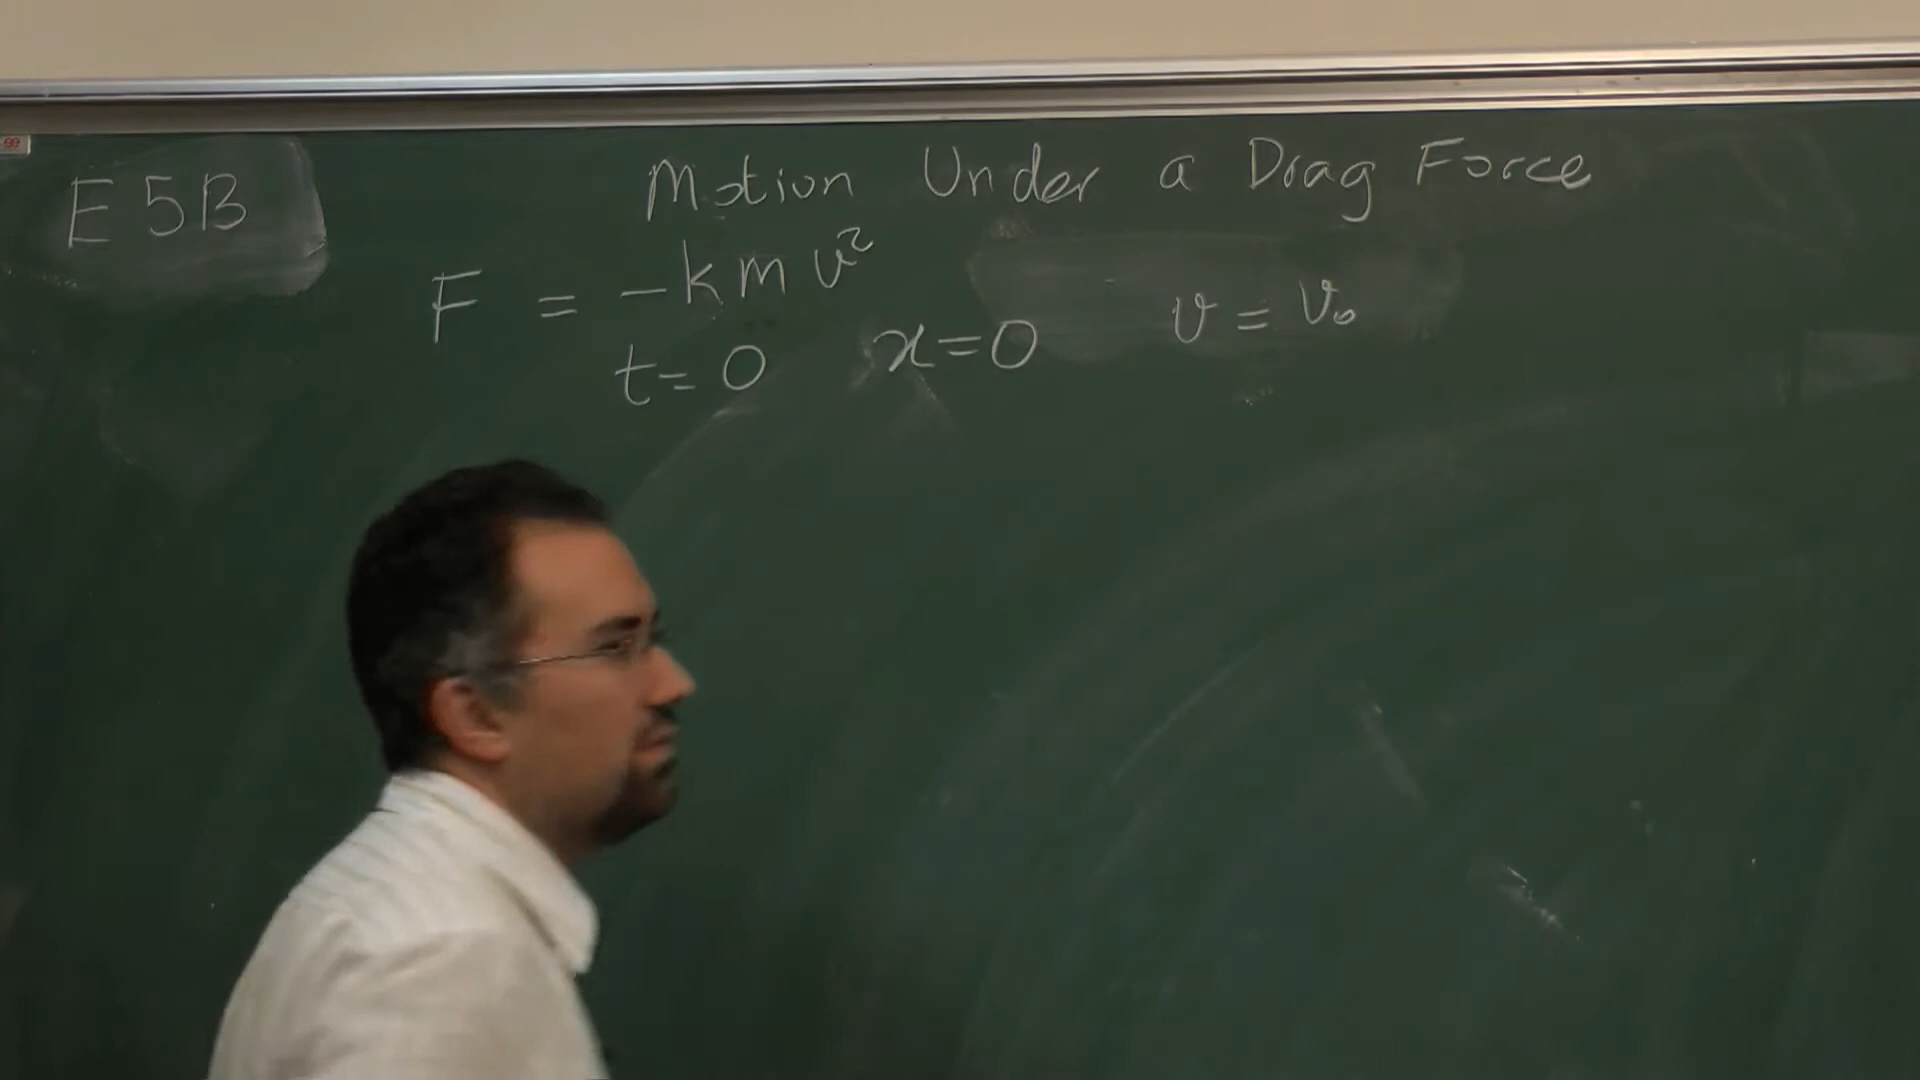 E5B
Motion Under a Drag Force
F = -kmv²
t=0 x=0 v=v₀